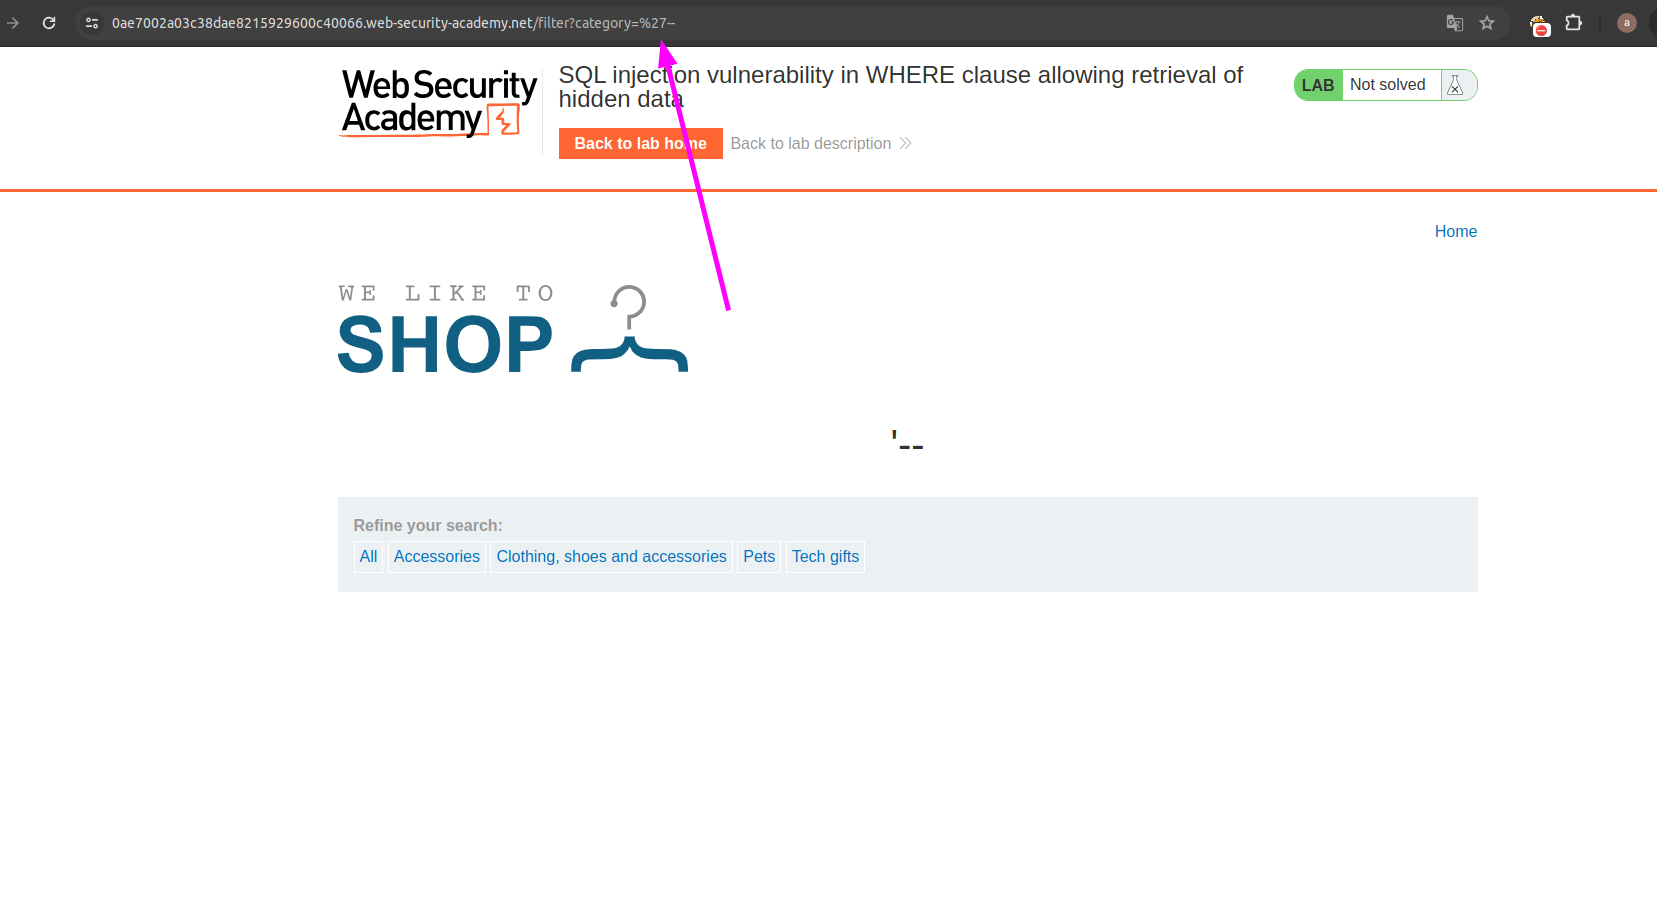 0ae7002a03c38dae8215929600c40066.web-security-academy.net/filter?category=%27--
a
Web Security
Academy
SQL injection vulnerability in WHERE clause allowing retrieval of
hidden data
Back to lab home
Back to lab description
LAB
Not solved
Home
WE LIKE TO
SHOP
'--
Refine your search:
All
Accessories
Clothing, shoes and accessories
Pets
Tech gifts